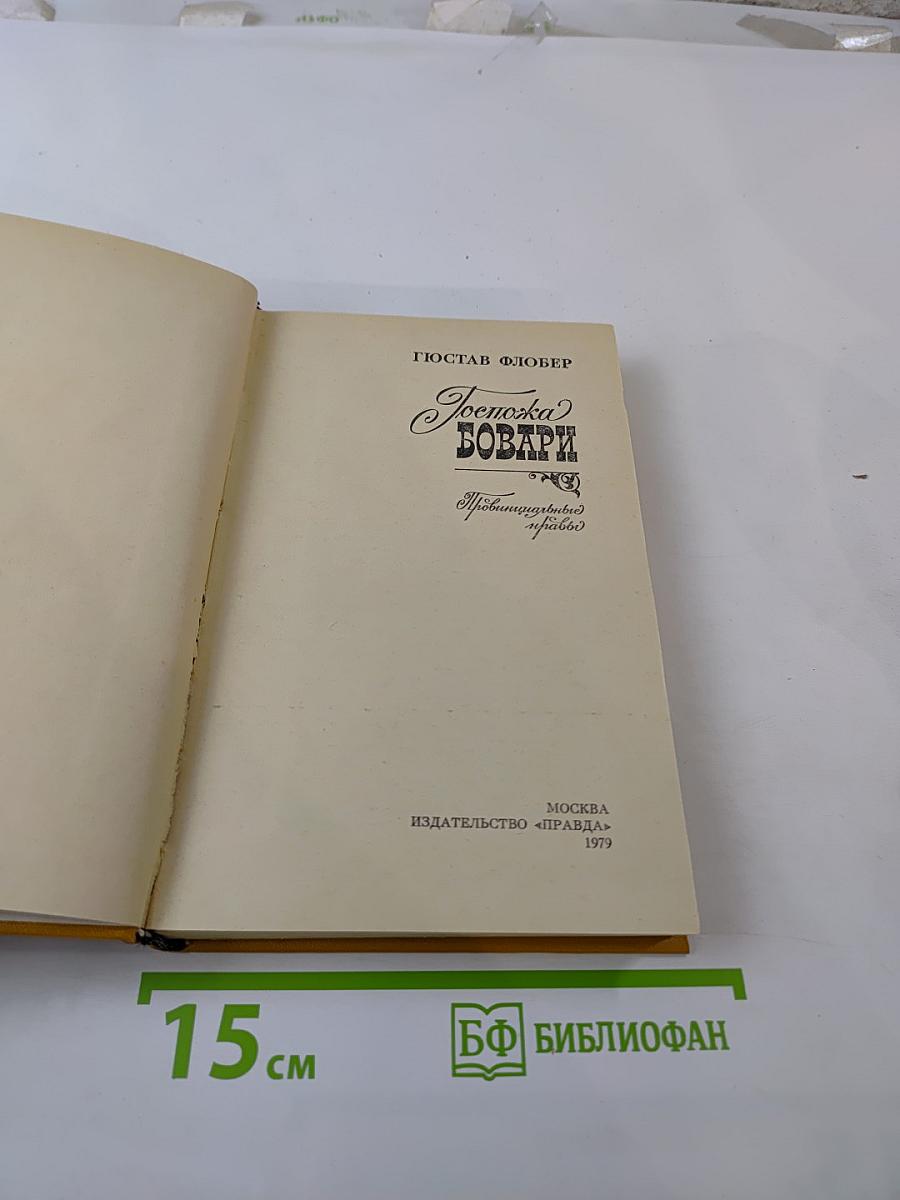 ГЮСТАВ ФЛОБЕР
Госпожа
БОВАРИ
Провинциальные
нравы
МОСКВА
ИЗДАТЕЛЬСТВО «ПРАВДА»
1979
15 см
БФ БИБЛИОФАН